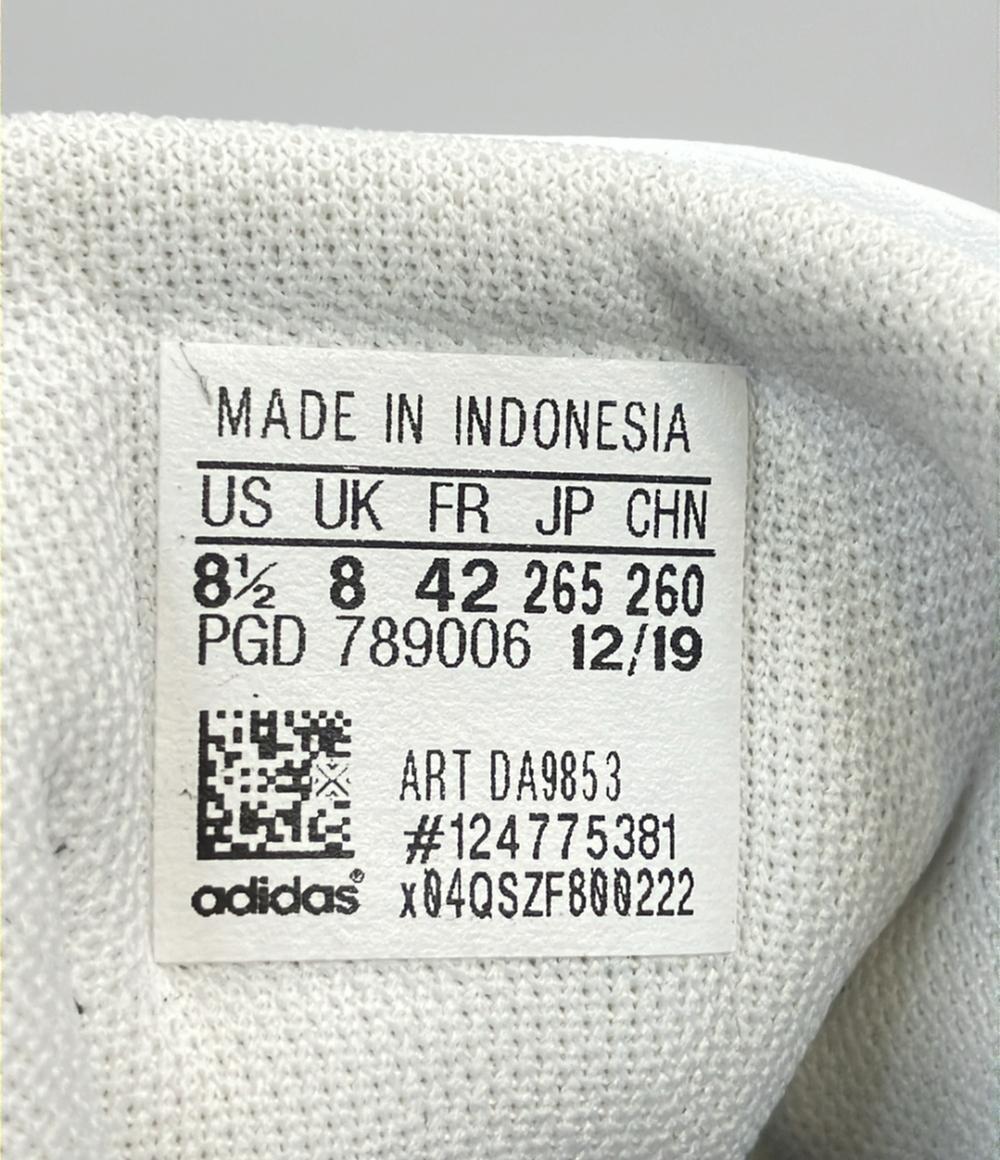 MADE IN INDONESIA
US UK FR JP CHN
8½ 8 42 265 260
PGD 789006 12/19
ART DA9853
#124775381
adidas® x04QSZF800222